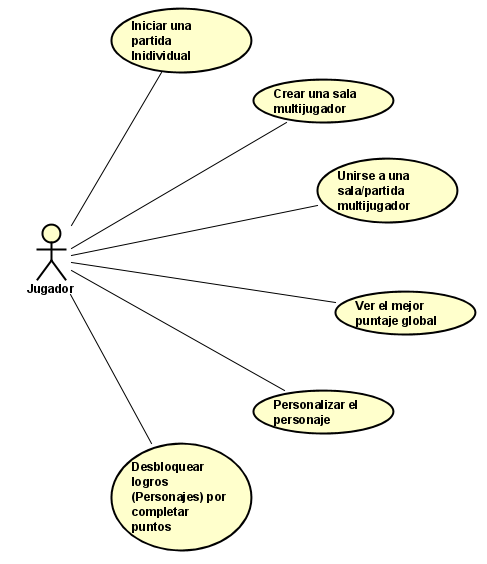 Iniciar una
partida
Inidividual
Crear una sala
multijugador
Unirse a una
sala/partida
multijugador
Jugador
Ver el mejor
puntaje global
Personalizar el
personaje
Desbloquear
logros
(Personajes) por
completar
puntos